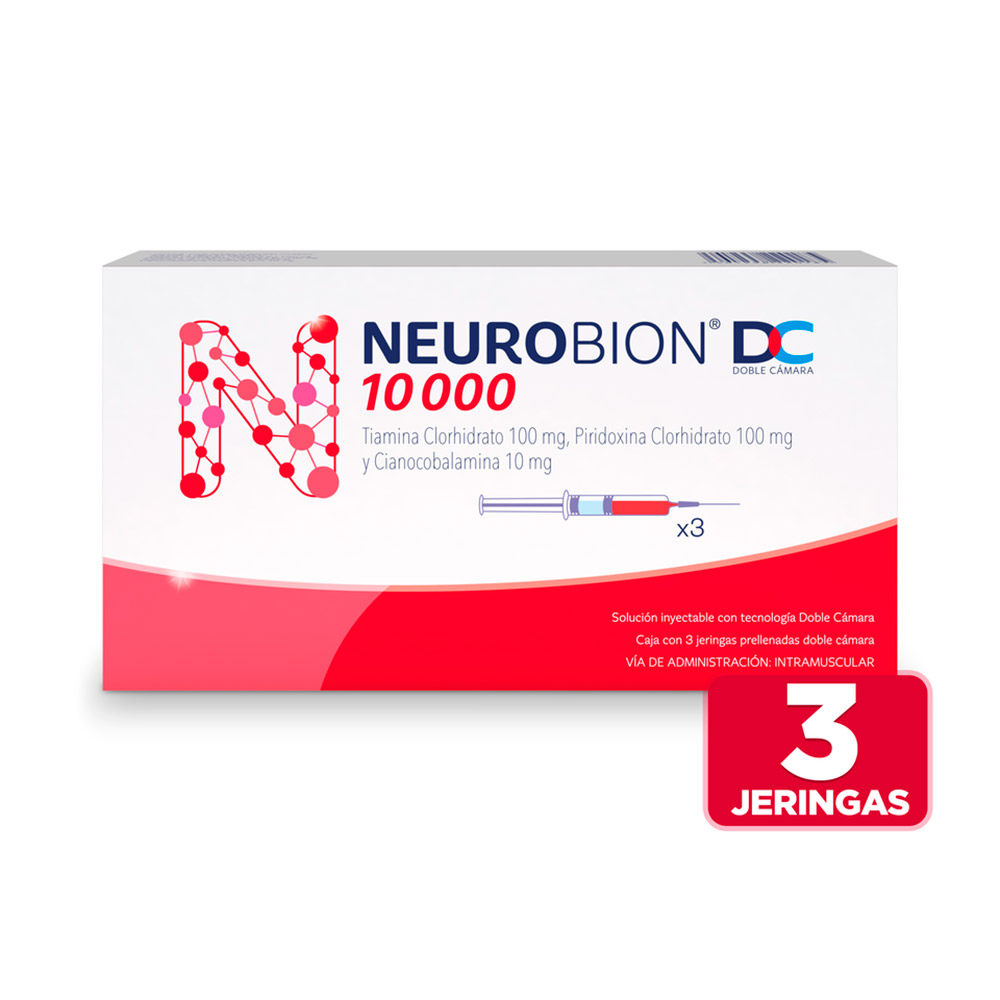 NEUROBION® DC
DOBLE CÁMARA
10 000
Tiamina Clorhidrato 100 mg, Piridoxina Clorhidrato 100 mg
y Cianocobalamina 10 mg
x3
Solución inyectable con tecnología Doble Cámara
Caja con 3 jeringas prellenadas doble cámara
VÍA DE ADMINISTRACIÓN: INTRAMUSCULAR
3
JERINGAS